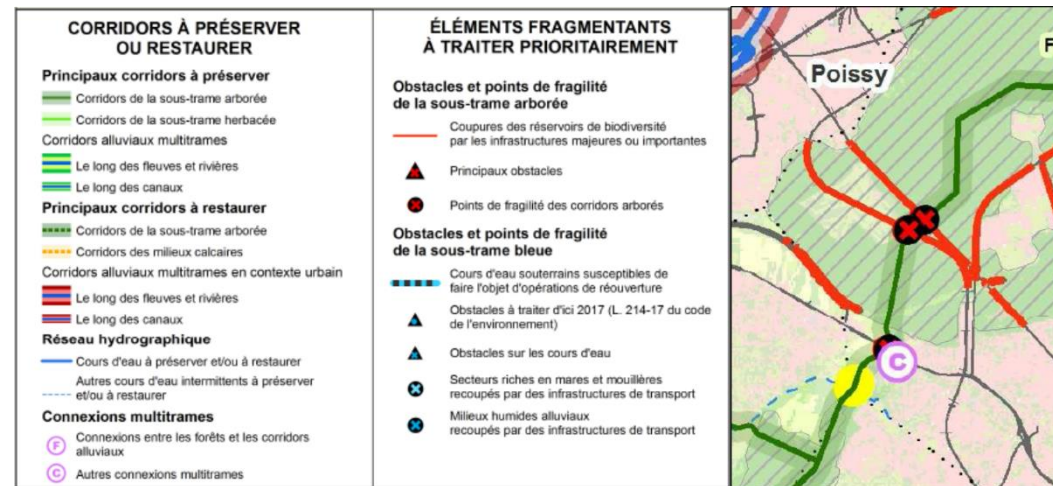 CORRIDORS À PRÉSERVER
OU RESTAURER
Principaux corridors à préserver
Corridors de la sous-trame arborée
Corridors de la sous-trame herbacée
Corridors alluviaux multitrames
Le long des fleuves et rivières
Le long des canaux
Principaux corridors à restaurer
Corridors de la sous-trame arborée
Corridors des milieux calcaires
Corridors alluviaux multitrames en contexte urbain
Le long des fleuves et rivières
Le long des canaux
Réseau hydrographique
Cours d'eau à préserver et/ou à restaurer
Autres cours d'eau intermittents à préserver
et/ou à restaurer
Connexions multitrames
F
Connexions entre les forêts et les corridors
alluviaux
C
Autres connexions multitrames
ÉLÉMENTS FRAGMENTANTS
À TRAITER PRIORITAIREMENT
Obstacles et points de fragilité
de la sous-trame arborée
Coupures des réservoirs de biodiversité
par les infrastructures majeures ou importantes
Principaux obstacles
Points de fragilité des corridors arborés
Obstacles et points de fragilité
de la sous-trame bleue
Cours d'eau souterrains susceptibles de
faire l'objet d'opérations de réouverture
Obstacles à traiter d'ici 2017 (L. 214-17 du code
de l'environnement)
Obstacles sur les cours d'eau
Secteurs riches en mares et mouillères
recoupés par des infrastructures de transport
Milieux humides alluviaux
recoupés par des infrastructures de transport
F
Poissy
C